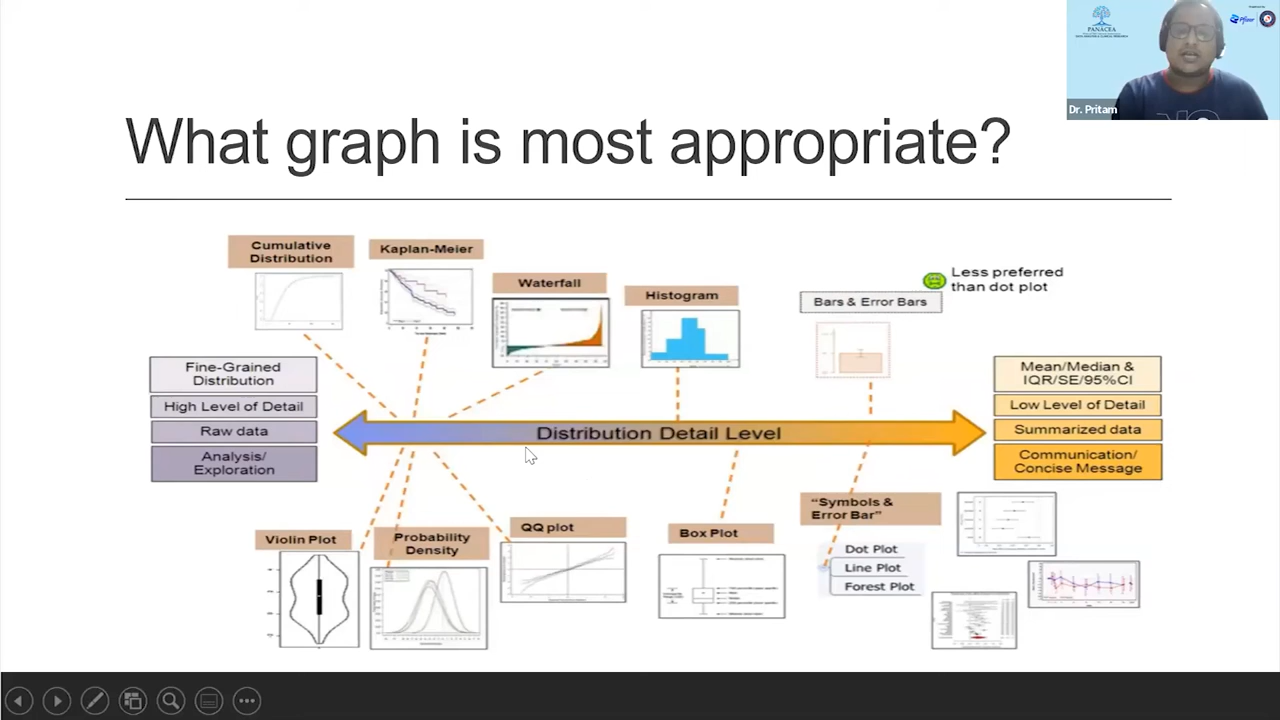 PANACEA
Pfizer
Dr. Pritam
What graph is most appropriate?
Cumulative
Distribution
Kaplan-Meier
Waterfall
Histogram
Bars & Error Bars
Less preferred
than dot plot
Fine-Grained
Distribution
High Level of Detail
Raw data
Analysis/
Exploration
Distribution Detail Level
Mean/Median &
IQR/SE/95%CI
Low Level of Detail
Summarized data
Communication/
Concise Message
Violin Plot
Probability
Density
QQ plot
Box Plot
“Symbols &
Error Bar”
Dot Plot
Line Plot
Forest Plot